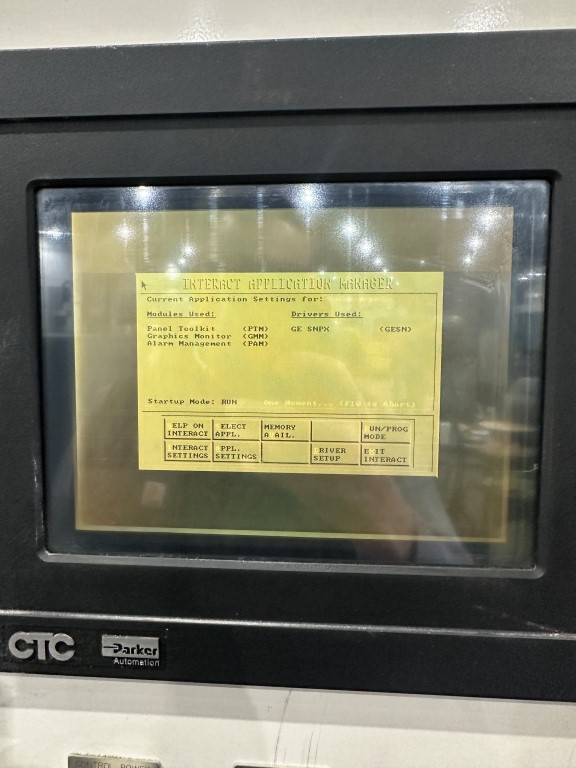 INTERACT APPLICATION MANAGER
Current Application Settings for:
Modules Used: Drivers Used:
Panel Toolkit (PTM) GE SNPX (GESN)
Graphics Monitor (GMM)
Alarm Management (PAM)
Startup Mode: RUN One Moment... (F10 to Abort)
ELP ON ELECT MEMORY UN/PROG
INTERACT APPL. A AIL. MODE
NTERACT PPL. RIVER E IT
SETTINGS SETTINGS SETUP INTERACT
CTC Parker
Automation
CONTROL POWER